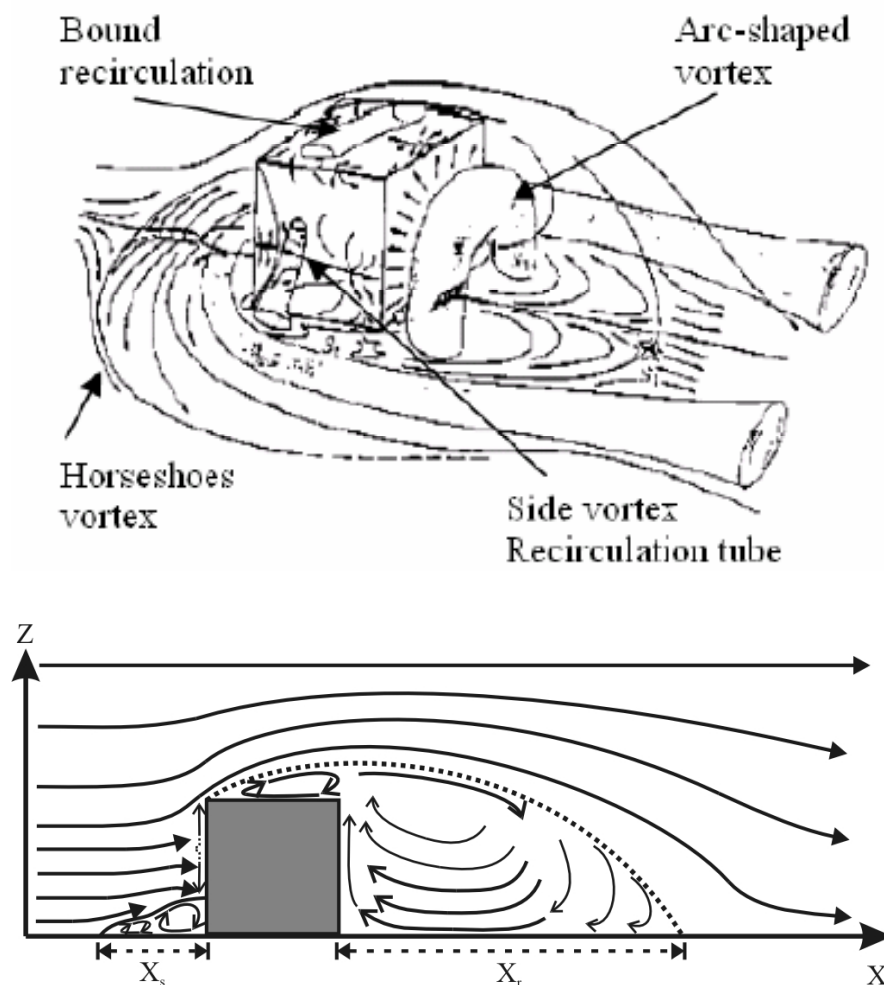 Bound
recirculation
Arc-shaped
vortex
Horseshoes
vortex
Side vortex
Recirculation tube
Z
X
Xs
Xr